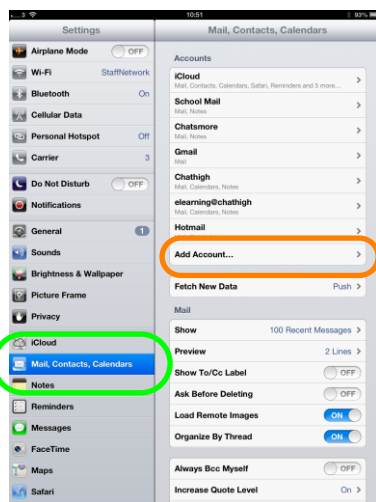 ...3 10:51 93%
Settings
Airplane Mode OFF
Wi-Fi StaffNetwork
Bluetooth On
Cellular Data
Personal Hotspot Off
Carrier 3
Do Not Disturb OFF
Notifications
General 1
Sounds
Brightness & Wallpaper
Picture Frame
Privacy
iCloud
Mail, Contacts, Calendars
Notes
Reminders
Messages
FaceTime
Maps
Safari
Mail, Contacts, Calendars
Accounts
iCloud
Mail, Contacts, Calendars, Safari, Reminders and 5 more...
School Mail
Mail, Notes
Chatsmore
Mail, Notes
Gmail
Mail
Chathigh
Mail, Calendars, Notes
elearning@chathigh
Mail, Calendars, Notes
Hotmail
Add Account...
Fetch New Data Push
Mail
Show 100 Recent Messages
Preview 2 Lines
Show To/Cc Label OFF
Ask Before Deleting OFF
Load Remote Images ON
Organize By Thread ON
Always Bcc Myself OFF
Increase Quote Level On